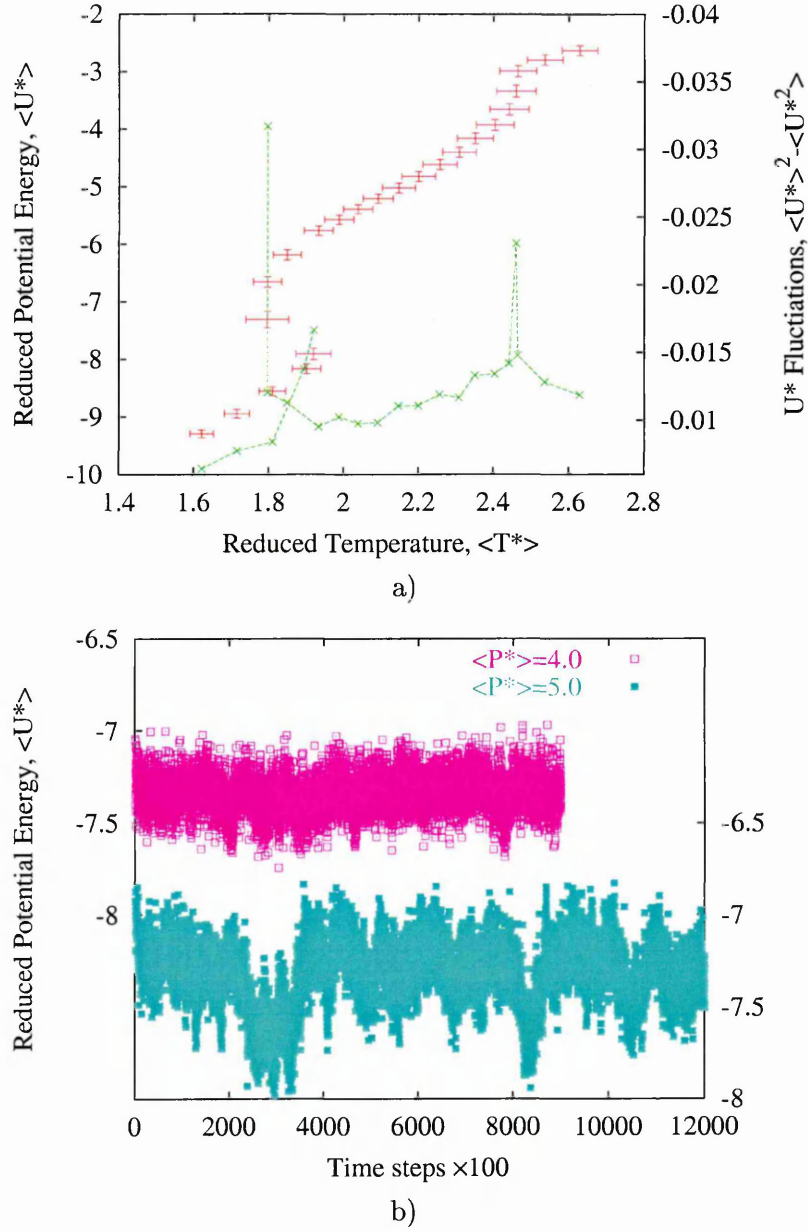 -2
-3
-4
-5
-6
-7
-8
-9
-10
Reduced Potential Energy, <U*>
-0.04
-0.035
-0.03
-0.025
-0.02
-0.015
-0.01
U* Fluctiations, <U*>²-<U*²>
1.4 1.6 1.8 2 2.2 2.4 2.6 2.8
Reduced Temperature, <T*>
a)
-6.5
-7
-7.5
-8
Reduced Potential Energy, <U*>
<P*>=4.0
<P*>=5.0
-6.5
-7
-7.5
-8
0 2000 4000 6000 8000 10000 12000
Time steps ×100
b)